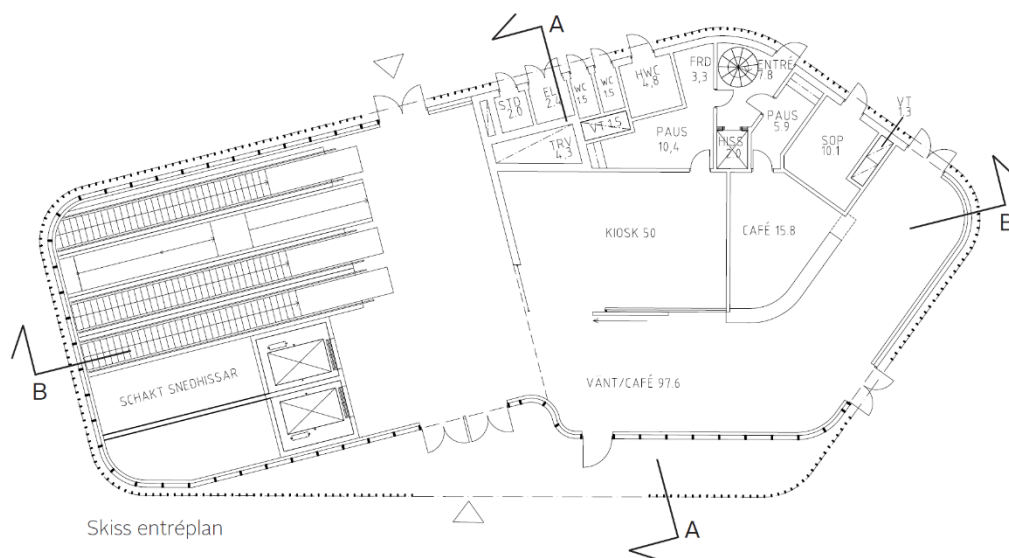 A
FRD
3,3
ENTRÉ
7.8
HWC
4,8
WC
1.5
WC
1.5
EL
2.4
STD
2.0
VT 1.5
TRV
4,3
PAUS
10,4
HISS
2.0
PAUS
5.9
SOP
10.1
VT
1.3
B
KIOSK 50
CAFÉ 15.8
VÄNT/CAFÉ 97.6
SCHAKT SNEDHISSAR
B
A
Skiss entréplan